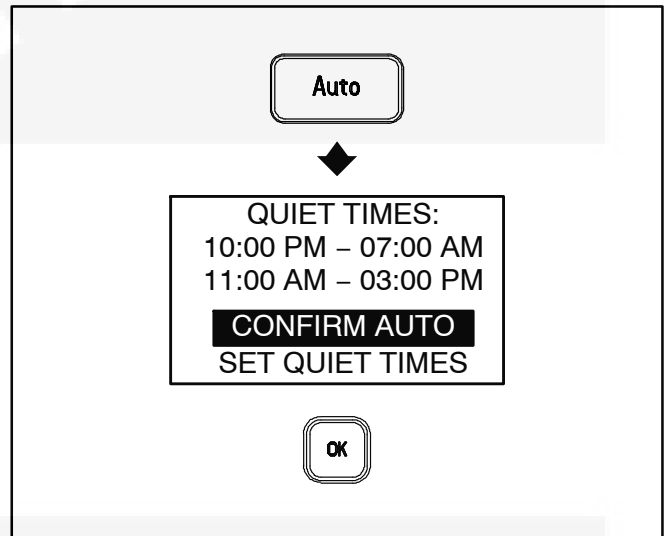 Auto
QUIET TIMES:
10:00 PM – 07:00 AM
11:00 AM – 03:00 PM
CONFIRM AUTO
SET QUIET TIMES
OK